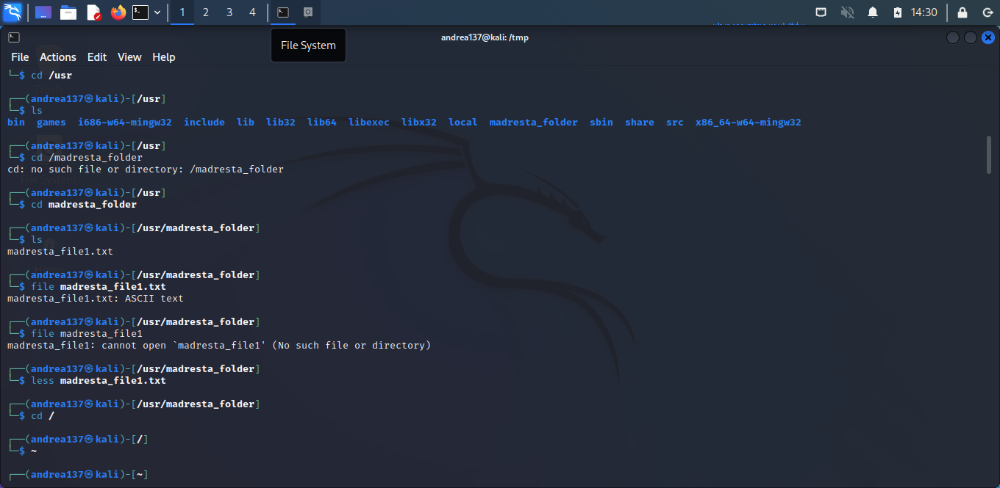 1 2 3 4 14:30
andrea137@kali: /tmp
File System
File Actions Edit View Help
└─$ cd /usr
┌──(andrea137㉿kali)-[/usr]
└─$ ls
bin games i686-w64-mingw32 include lib lib32 lib64 libexec libx32 local madresta_folder sbin share src x86_64-w64-mingw32
┌──(andrea137㉿kali)-[/usr]
└─$ cd /madresta_folder
cd: no such file or directory: /madresta_folder
┌──(andrea137㉿kali)-[/usr]
└─$ cd madresta_folder
┌──(andrea137㉿kali)-[/usr/madresta_folder]
└─$ ls
madresta_file1.txt
┌──(andrea137㉿kali)-[/usr/madresta_folder]
└─$ file madresta_file1.txt
madresta_file1.txt: ASCII text
┌──(andrea137㉿kali)-[/usr/madresta_folder]
└─$ file madresta_file1
madresta_file1: cannot open `madresta_file1' (No such file or directory)
┌──(andrea137㉿kali)-[/usr/madresta_folder]
└─$ less madresta_file1.txt
┌──(andrea137㉿kali)-[/usr/madresta_folder]
└─$ cd /
┌──(andrea137㉿kali)-[/]
└─$ ~
┌──(andrea137㉿kali)-[~]